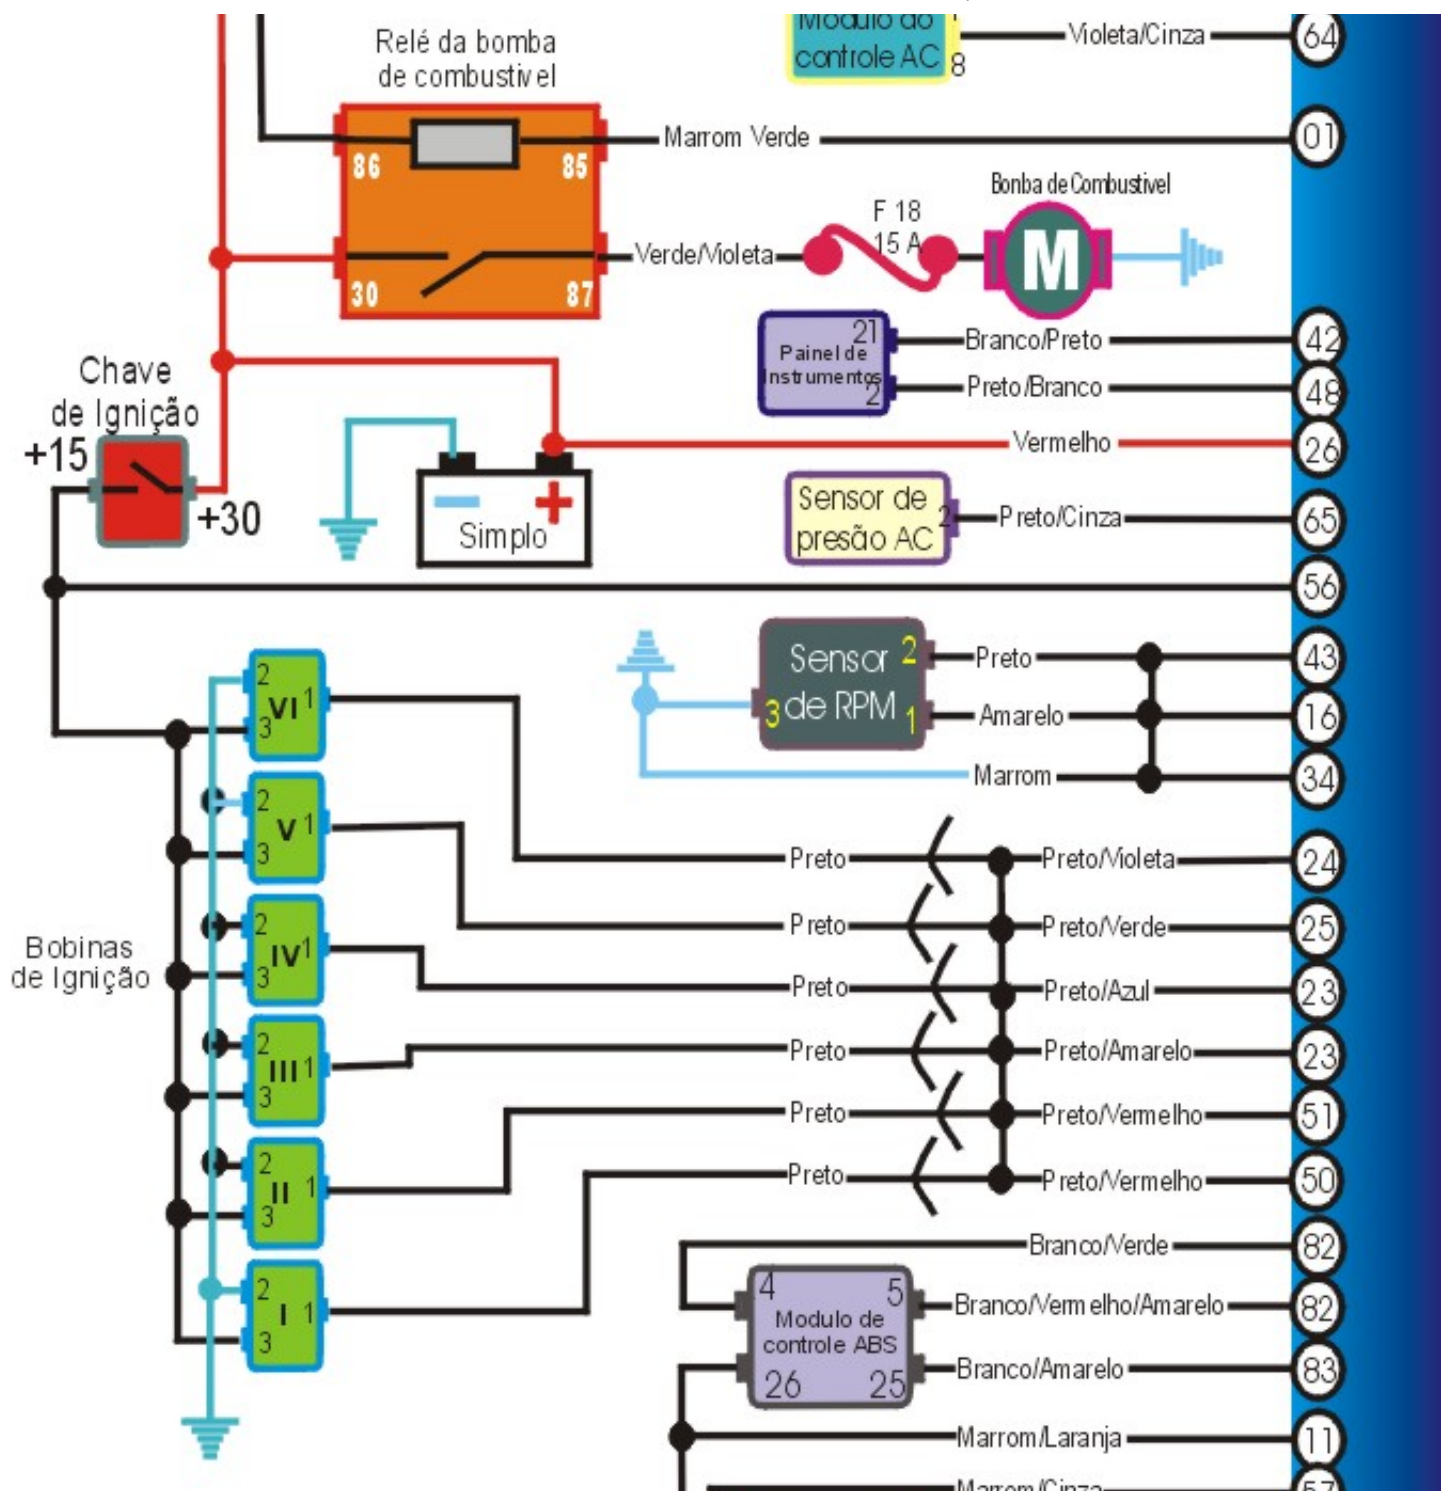 Modulo do
controle AC
8
Violeta/Cinza
64
Relé da bomba
de combustivel
86
85
Marrom Verde
01
Bonba de Combustivel
F 18
15 A
M
30
87
Verde/Violeta
21
Painel de
Instrumentos
2
Branco/Preto
42
Preto/Branco
48
Chave
de Ignição
+15
+30
Vermelho
26
Simplo
Sensor de
presão AC
2
Preto/Cinza
65
56
Sensor
de RPM
2
3
1
Preto
43
Amarelo
16
Marrom
34
2
VI
1
3
2
V
1
3
2
IV
1
3
2
III
1
3
2
II
1
3
2
I
1
3
Bobinas
de Ignição
Preto
Preto/Violeta
24
Preto
Preto/Verde
25
Preto
Preto/Azul
23
Preto
Preto/Amarelo
23
Preto
Preto/Vermelho
51
Preto
Preto/Vermelho
50
Branco/Verde
82
4
5
Modulo de
controle ABS
26
25
Branco/Vermelho/Amarelo
82
Branco/Amarelo
83
Marrom/Laranja
11
Marrom/Cinza
57